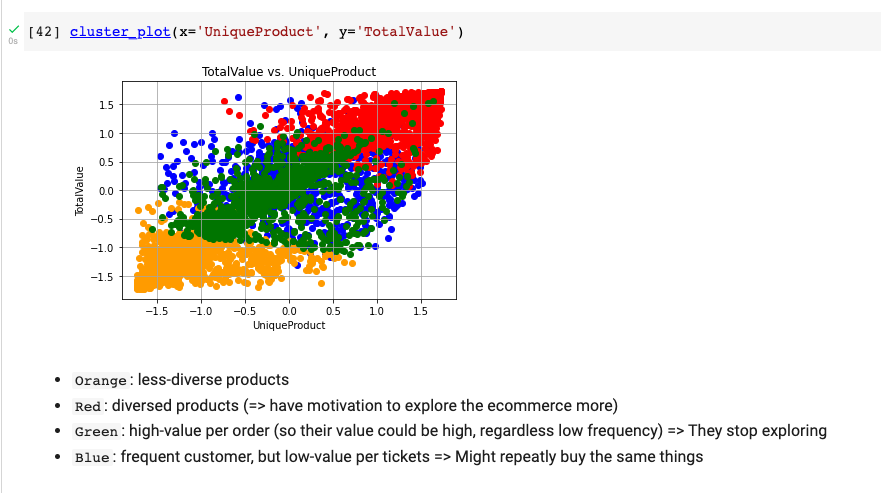 [42] cluster_plot(x='UniqueProduct', y='TotalValue')
0s
TotalValue vs. UniqueProduct
1.5
1.0
0.5
0.0
−0.5
−1.0
−1.5
TotalValue
−1.5 −1.0 −0.5 0.0 0.5 1.0 1.5
UniqueProduct
• Orange: less-diverse products
• Red: diversed products (=> have motivation to explore the ecommerce more)
• Green: high-value per order (so their value could be high, regardless low frequency) => They stop exploring
• Blue: frequent customer, but low-value per tickets => Might repeatly buy the same things